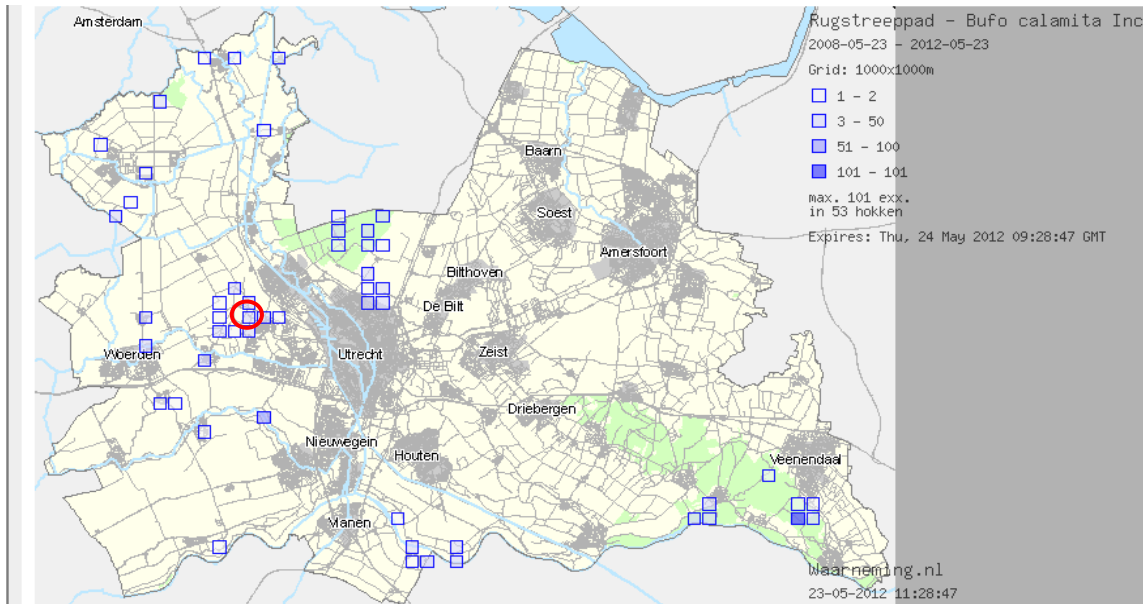 Rugstreeppad - Bufo calamita Inc
2008-05-23 - 2012-05-23
Grid: 1000x1000m
1 - 2
3 - 50
51 - 100
101 - 101
max. 101 exx.
in 53 hokken
Expires: Thu, 24 May 2012 09:28:47 GMT
Amsterdam
Baarn
Soest
Amersfoort
Bilthoven
De Bilt
Utrecht
Zeist
Woerden
Driebergen
Nieuwegein
Houten
Veenendaal
Vianen
Waarneming.nl
23-05-2012 11:28:47